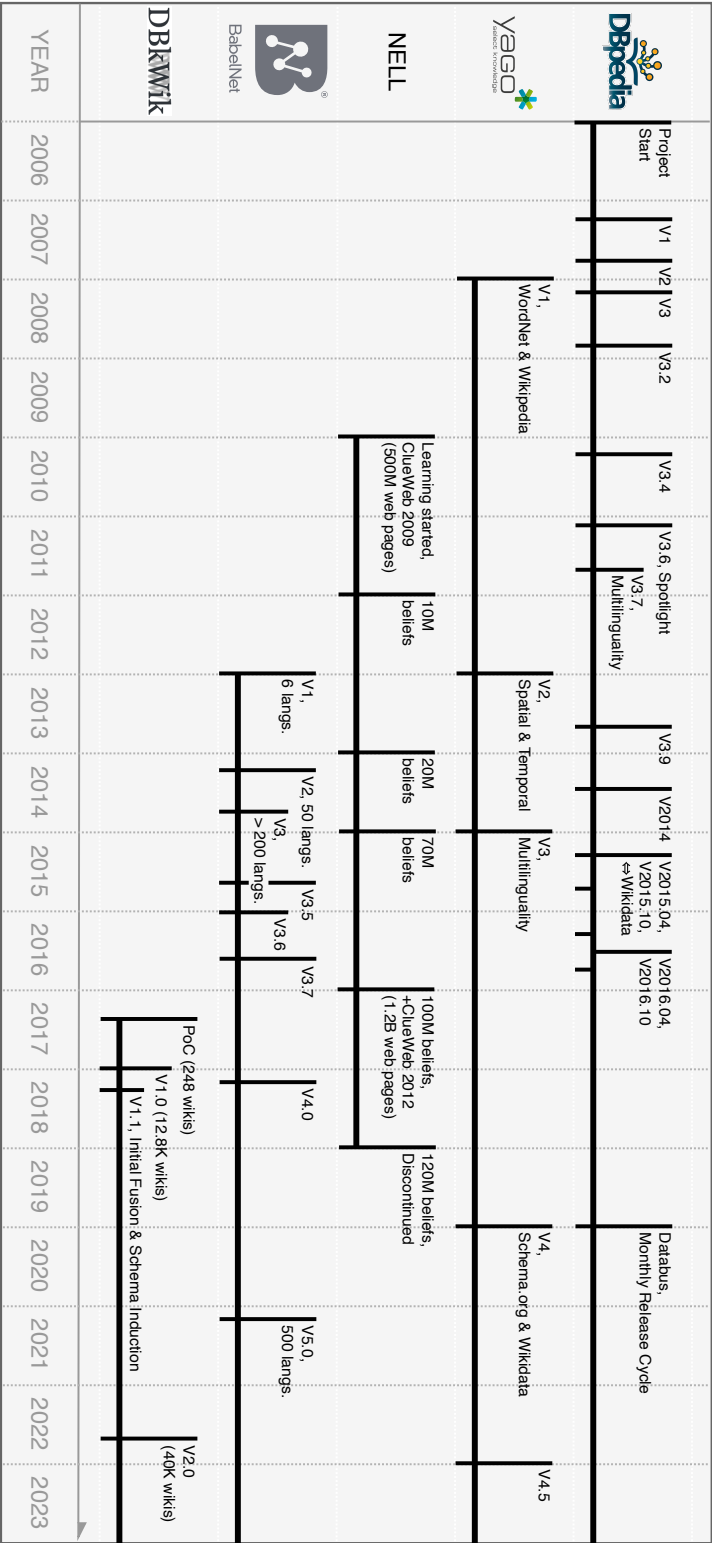 DBpedia
Project
Start
V1
V2
V3
V3.2
V3.4
V3.6, Spotlight
V3.7,
Multilinguality
V3.9
V2014
V2015.04,
V2015.10,
⇔Wikidata
V2016.04,
V2016.10
Databus,
Monthly Release Cycle
yago
select knowledge
V1,
WordNet & Wikipedia
V2,
Spatial & Temporal
V3,
Multilinguality
V4,
Schema.org & Wikidata
V4.5
NELL
Learning started,
ClueWeb 2009
(500M web pages)
10M
beliefs
20M
beliefs
70M
beliefs
100M beliefs,
+ClueWeb 2012
(1.2B web pages)
120M beliefs,
Discontinued
®
BabelNet
V1,
6 langs.
V2, 50 langs.
V3,
> 200 langs.
V3.5
V3.6
V3.7
V4.0
V5.0,
500 langs.
DBkWik
PoC (248 wikis)
V1.0 (12.8K wikis)
V1.1, Initial Fusion & Schema Induction
V2.0
(40K wikis)
YEAR
2006
2007
2008
2009
2010
2011
2012
2013
2014
2015
2016
2017
2018
2019
2020
2021
2022
2023